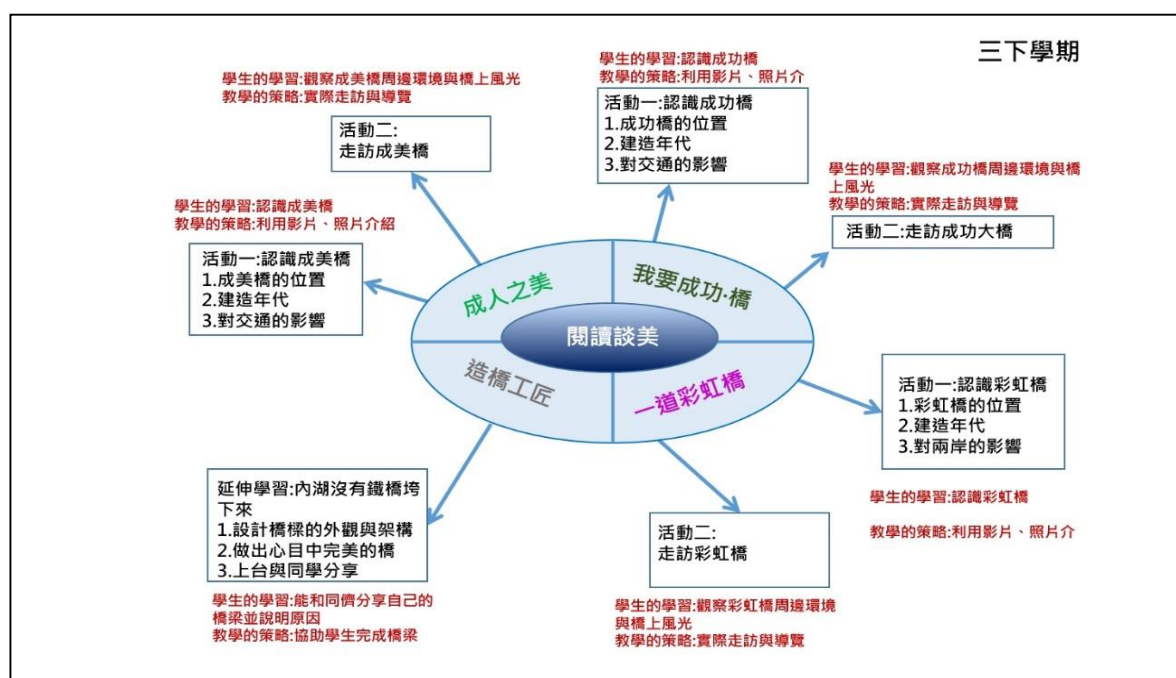 三下學期
學生的學習:觀察成美橋周邊環境與橋上風光
教學的策略:實際走訪與導覽
活動二:
走訪成美橋
學生的學習:認識成功橋
教學的策略:利用影片、照片介
活動一:認識成功橋
1.成功橋的位置
2.建造年代
3.對交通的影響
學生的學習:觀察成功橋周邊環境與橋
上風光
教學的策略:實際走訪與導覽
活動二:走訪成功大橋
學生的學習:認識成美橋
教學的策略:利用影片、照片介紹
活動一:認識成美橋
1.成美橋的位置
2.建造年代
3.對交通的影響
成人之美
我要成功·橋
閱讀談美
造橋工匠
一道彩虹橋
活動一:認識彩虹橋
1.彩虹橋的位置
2.建造年代
3.對兩岸的影響
學生的學習:認識彩虹橋
教學的策略:利用影片、照片介
延伸學習:內湖沒有鐵橋垮
下來
1.設計橋樑的外觀與架構
2.做出心目中完美的橋
3.上台與同學分享
學生的學習:能和同儕分享自己的
橋梁並說明原因
教學的策略:協助學生完成橋梁
活動二:
走訪彩虹橋
學生的學習:觀察彩虹橋周邊環境
與橋上風光
教學的策略:實際走訪與導覽